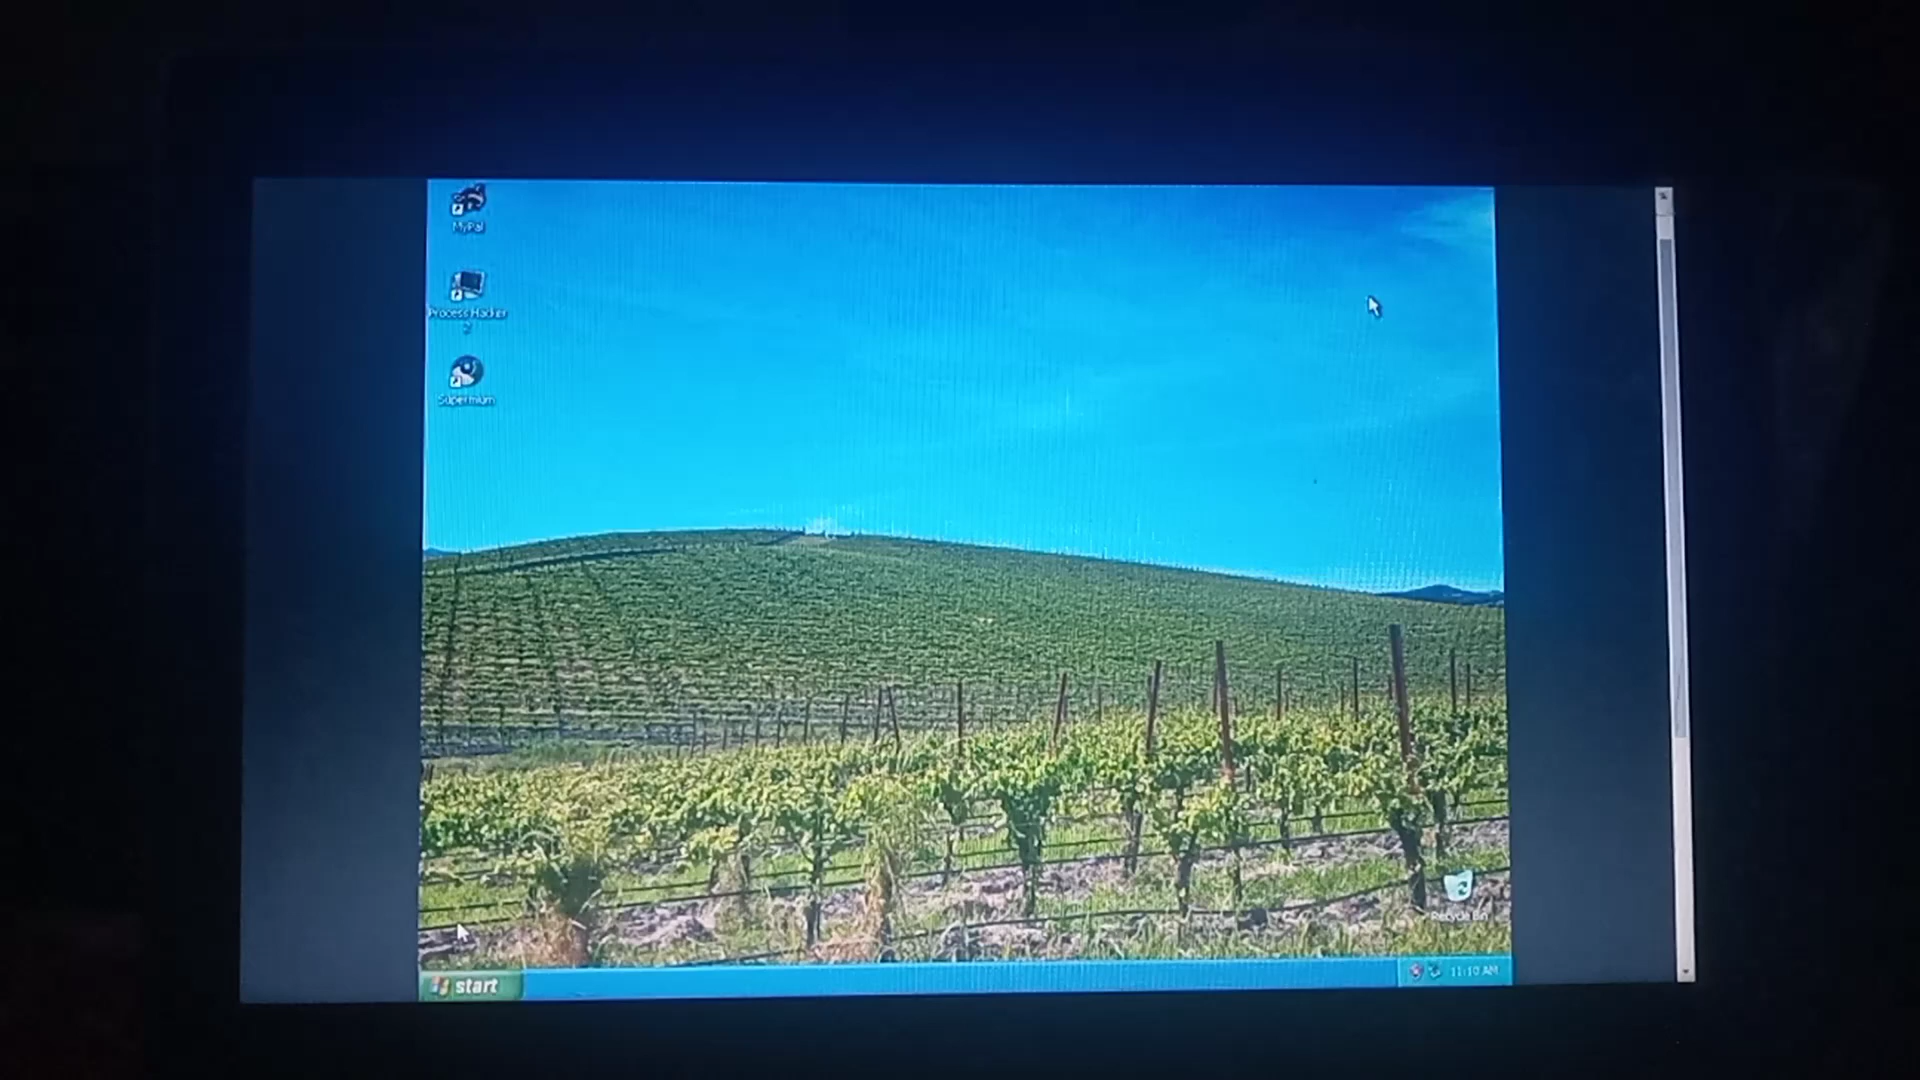 MyPal
Process Hacker
2
Supermium
Recycle Bin
start
11:10 AM